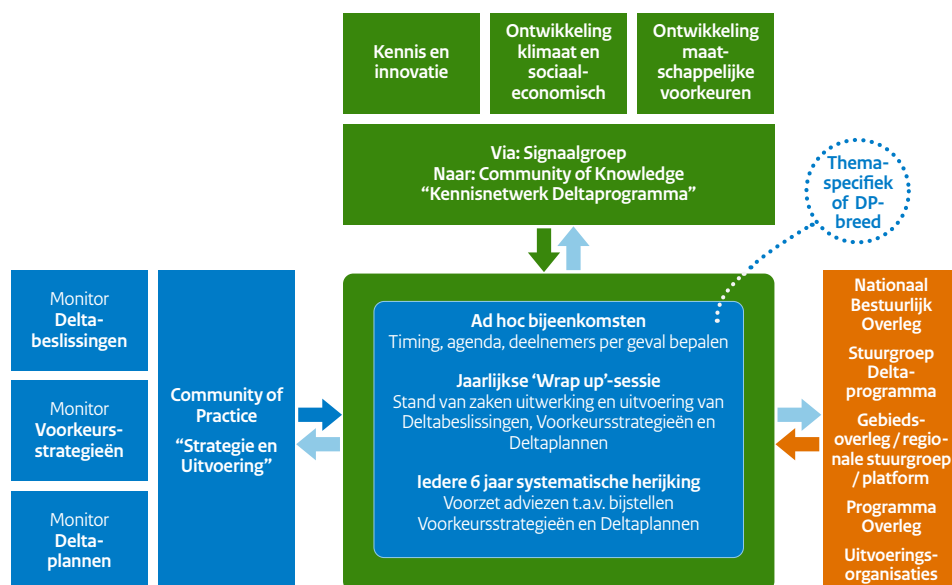 Kennis en
innovatie
Ontwikkeling
klimaat en
sociaal-
economisch
Ontwikkeling
maat-
schappelijke
voorkeuren
Via: Signaalgroep
Naar: Community of Knowledge
“Kennisnetwerk Deltaprogramma”
Thema-
specifiek
of DP-
breed
Monitor
Delta-
beslissingen
Monitor
Voorkeurs-
strategieën
Monitor
Delta-
plannen
Community of
Practice
“Strategie en
Uitvoering”
Ad hoc bijeenkomsten
Timing, agenda, deelnemers per geval bepalen
Jaarlijkse ‘Wrap up’-sessie
Stand van zaken uitwerking en uitvoering van
Deltabeslissingen, Voorkeursstrategieën en
Deltaplannen
Iedere 6 jaar systematische herijking
Voorzet adviezen t.a.v. bijstellen
Voorkeursstrategieën en Deltaplannen
Nationaal
Bestuurlijk
Overleg
Stuurgroep
Delta-
programma
Gebieds-
overleg / regio-
nale stuurgroep
/ platform
Programma
Overleg
Uitvoerings-
organisaties